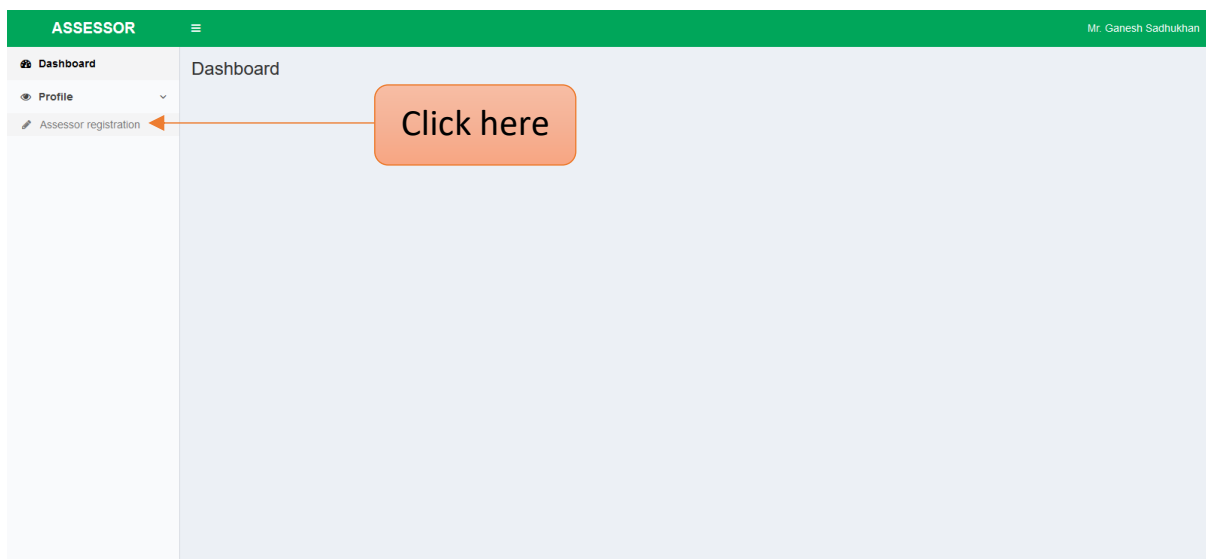 ASSESSOR
Mr. Ganesh Sadhukhan
Dashboard
Dashboard
Profile
Assessor registration
Click here